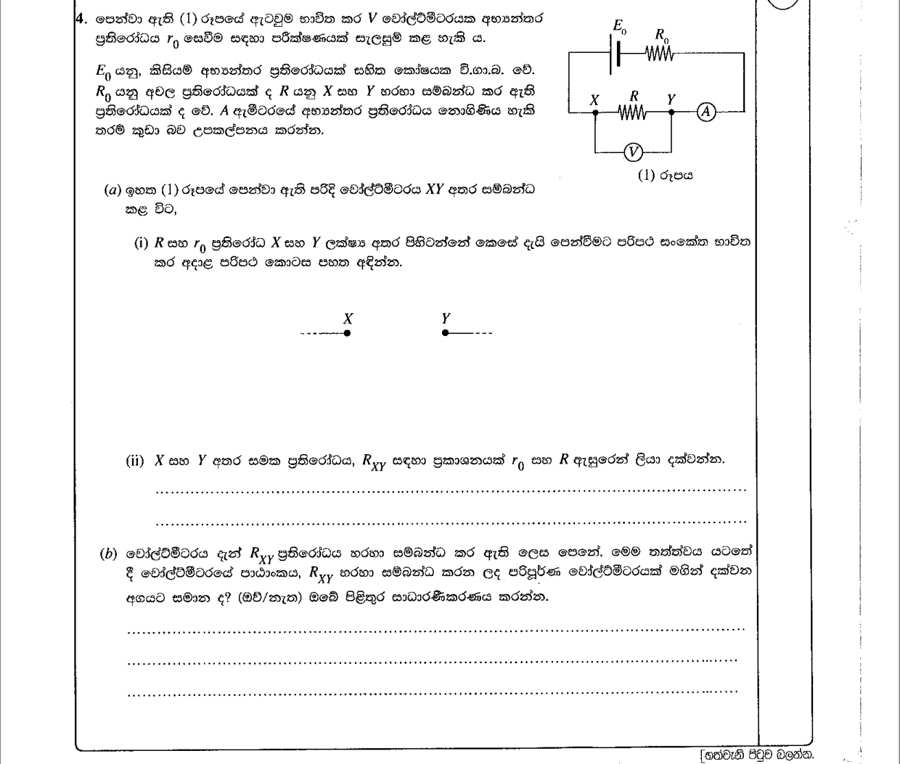 4. පෙන්වා ඇති (1) රූපයේ ඇටවුම භාවිත කර V වෝල්ට්මීටරයක අභ්‍යන්තර
ප්‍රතිරෝධය r₀ සෙවීම සඳහා පරීක්ෂණයක් සැලසුම් කළ හැකි ය.
E₀ යනු, කිසියම් අභ්‍යන්තර ප්‍රතිරෝධයක් සහිත කෝෂයක වි.ගා.බ. වේ.
R₀ යනු අචල ප්‍රතිරෝධයක් ද R යනු X සහ Y හරහා සම්බන්ධ කර ඇති
ප්‍රතිරෝධයක් ද වේ. A ඇමීටරයේ අභ්‍යන්තර ප්‍රතිරෝධය නොගිණිය හැකි
තරම් කුඩා බව උපකල්පනය කරන්න.
E₀
R₀
X R Y
A
V
(1) රූපය
(a) ඉහත (1) රූපයේ පෙන්වා ඇති පරිදි වෝල්ට්මීටරය XY අතර සම්බන්ධ
කළ විට,
(i) R සහ r₀ ප්‍රතිරෝධ X සහ Y ලක්ෂ්‍ය අතර පිහිටන්නේ කෙසේ දැයි පෙන්වීමට පරිපථ සංකේත භාවිත
කර අදාළ පරිපථ කොටස පහත අඳින්න.
X Y
(ii) X සහ Y අතර සමක ප්‍රතිරෝධය, R_XY සඳහා ප්‍රකාශනයක් r₀ සහ R ඇසුරෙන් ලියා දක්වන්න.
(b) වෝල්ට්මීටරය දැන් R_XY ප්‍රතිරෝධය හරහා සම්බන්ධ කර ඇති ලෙස පෙනේ. මෙම තත්ත්වය යටතේ
දී වෝල්ට්මීටරයේ පාඨාංකය, R_XY හරහා සම්බන්ධ කරන ලද පරිපූර්ණ වෝල්ට්මීටරයක් මගින් දක්වන
අගයට සමාන ද? (ඔව්/නැත) ඔබේ පිළිතුර සාධාරණීකරණය කරන්න.
[හත්වැනි පිටුව බලන්න.